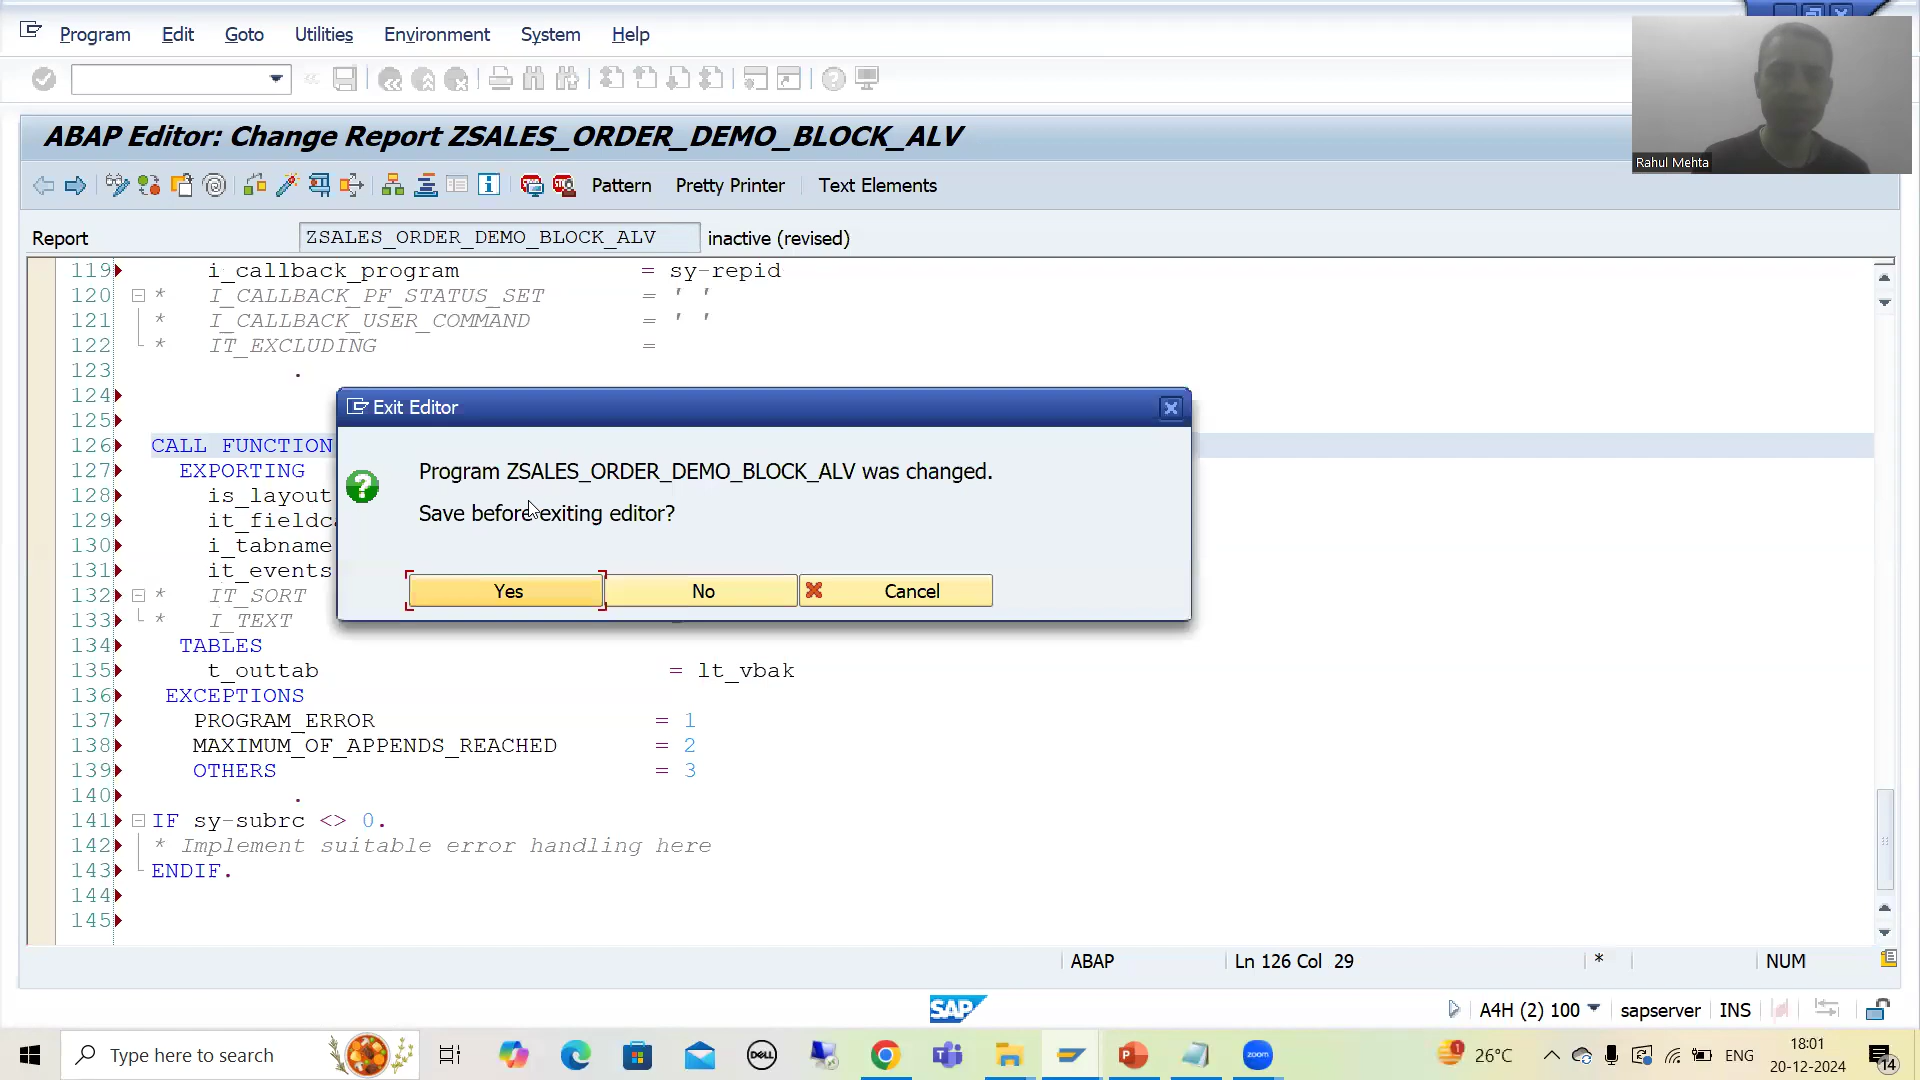 Program Edit Goto Utilities Environment System Help
Rahul Mehta
ABAP Editor: Change Report ZSALES_ORDER_DEMO_BLOCK_ALV
Pattern Pretty Printer Text Elements
Report ZSALES_ORDER_DEMO_BLOCK_ALV inactive (revised)
119 i_callback_program = sy-repid
120 * I_CALLBACK_PF_STATUS_SET = ' '
121 * I_CALLBACK_USER_COMMAND = ' '
122 * IT_EXCLUDING =
123 .
124
125
126 CALL FUNCTION
127 EXPORTING
128 is_layout
129 it_fieldc
130 i_tabname
131 it_events
132 * IT_SORT
133 * I_TEXT
134 TABLES
135 t_outtab = lt_vbak
136 EXCEPTIONS
137 PROGRAM_ERROR = 1
138 MAXIMUM_OF_APPENDS_REACHED = 2
139 OTHERS = 3
140 .
141 IF sy-subrc <> 0.
142 * Implement suitable error handling here
143 ENDIF.
144
145
Exit Editor
Program ZSALES_ORDER_DEMO_BLOCK_ALV was changed.
Save before exiting editor?
Yes No Cancel
ABAP Ln 126 Col 29 * NUM
SAP A4H (2) 100 sapserver INS
Type here to search
DELL
zoom
26°C ENG 18:01
20-12-2024
14